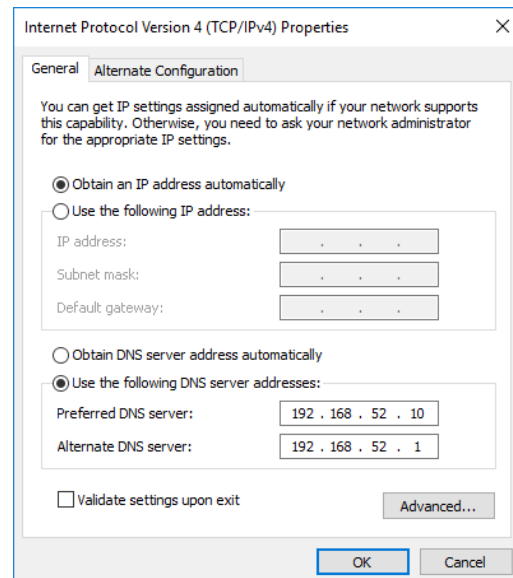 Internet Protocol Version 4 (TCP/IPv4) Properties
General
Alternate Configuration
You can get IP settings assigned automatically if your network supports
this capability. Otherwise, you need to ask your network administrator
for the appropriate IP settings.
Obtain an IP address automatically
Use the following IP address:
IP address:
. . .
Subnet mask:
. . .
Default gateway:
. . .
Obtain DNS server address automatically
Use the following DNS server addresses:
Preferred DNS server:
192 . 168 . 52 . 10
Alternate DNS server:
192 . 168 . 52 . 1
Validate settings upon exit
Advanced...
OK
Cancel